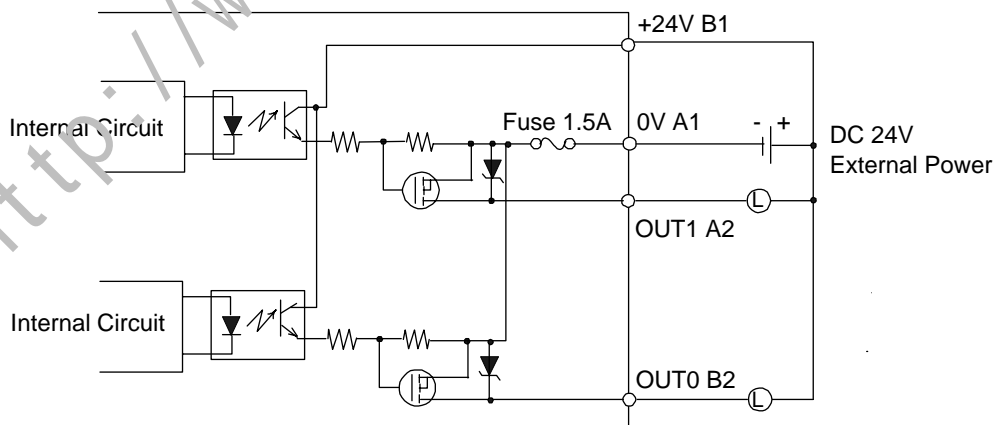 +24V B1
Internal Circuit
Fuse 1.5A
0V A1
- +
DC 24V
External Power
L
OUT1 A2
Internal Circuit
OUT0 B2
L
http://w